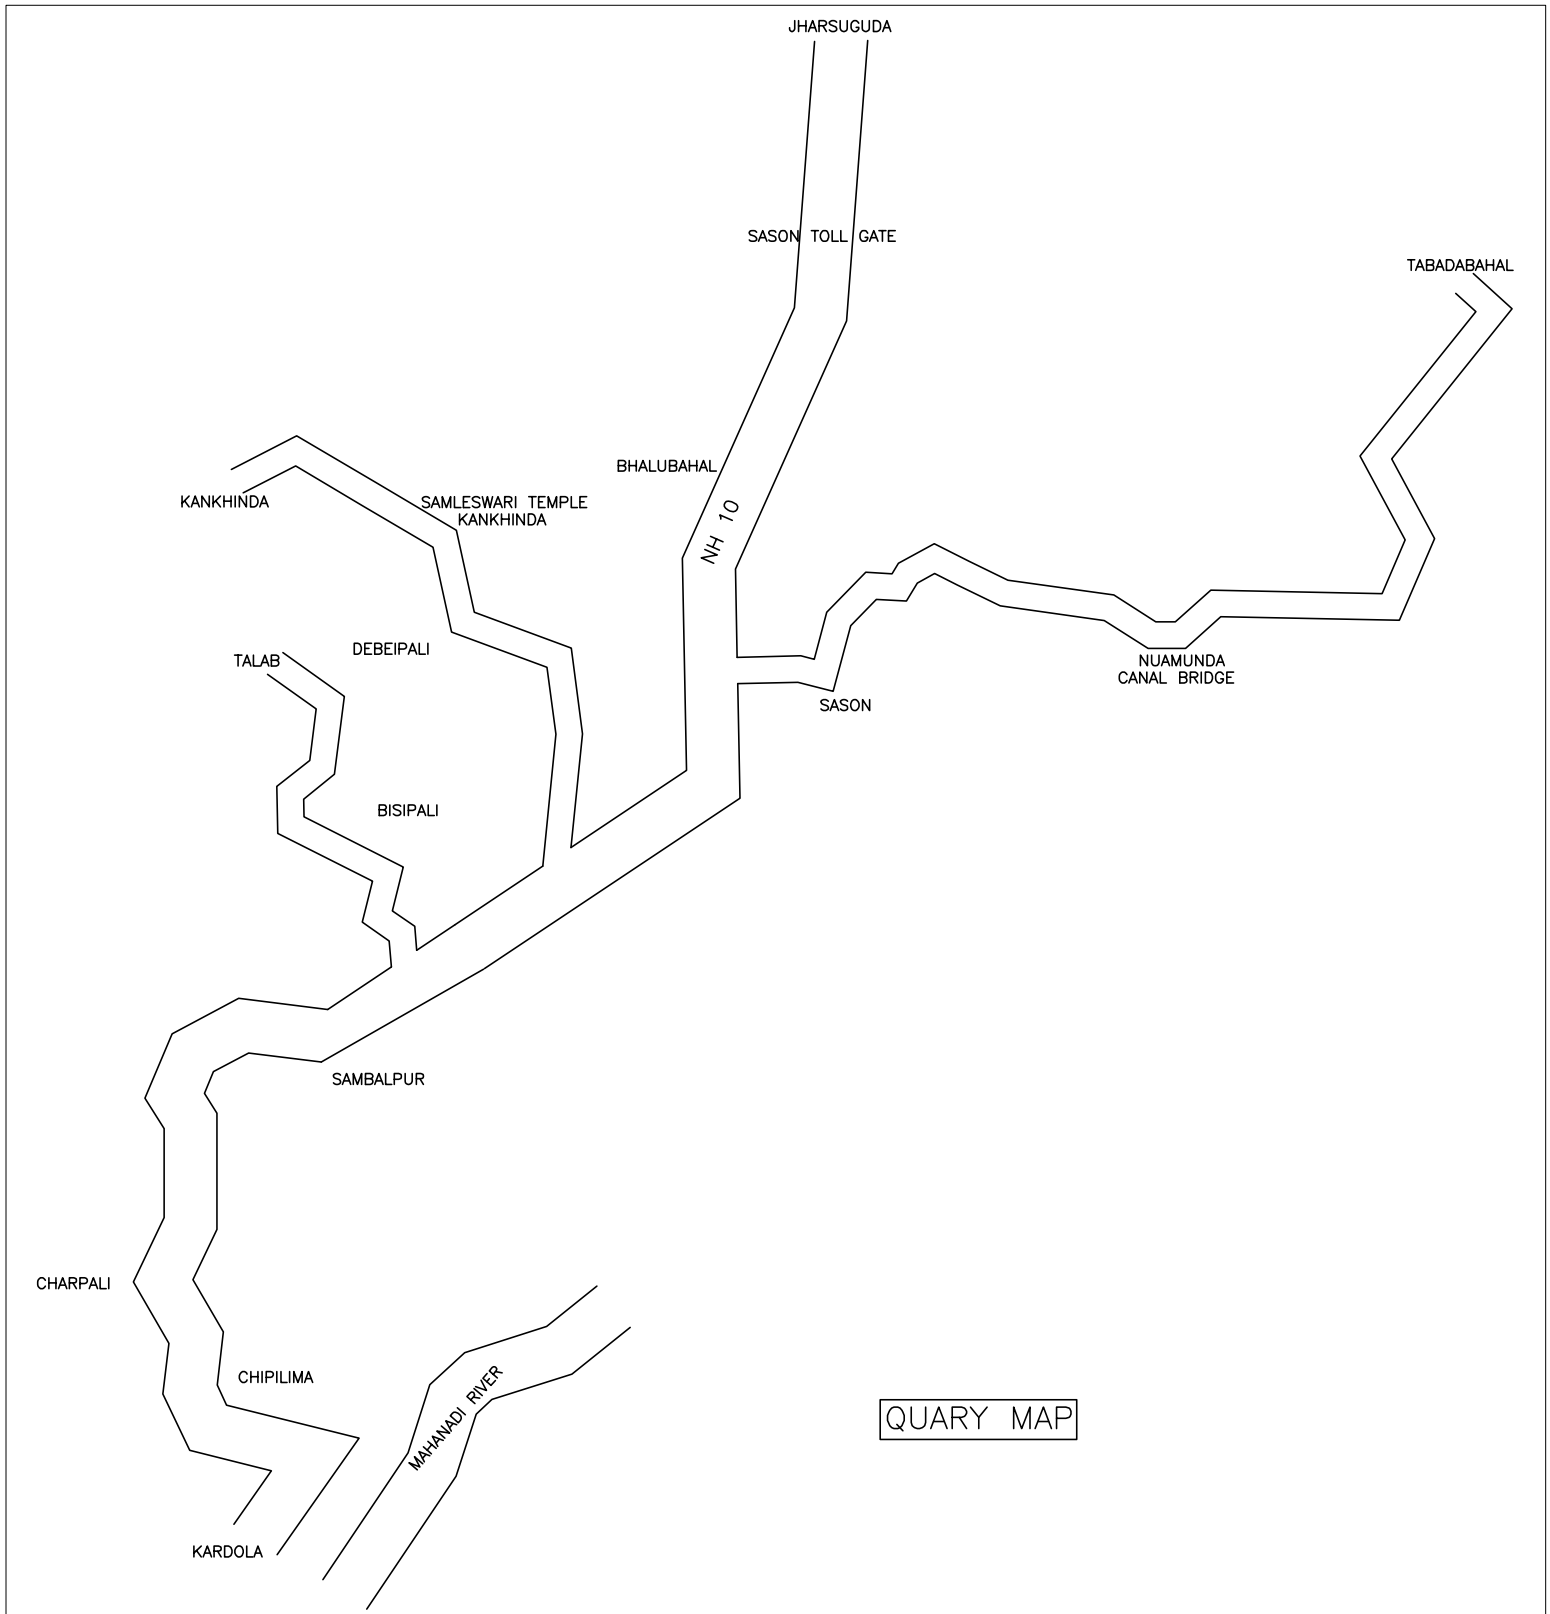 JHARSUGUDA
SASON TOLL GATE
TABADABAHAL
BHALUBAHAL
KANKHINDA
SAMLESWARI TEMPLE
KANKHINDA
NH 10
DEBEIPALI
TALAB
NUAMUNDA
CANAL BRIDGE
SASON
BISIPALI
SAMBALPUR
CHARPALI
CHIPILIMA
MAHANADI RIVER
QUARY MAP
KARDOLA